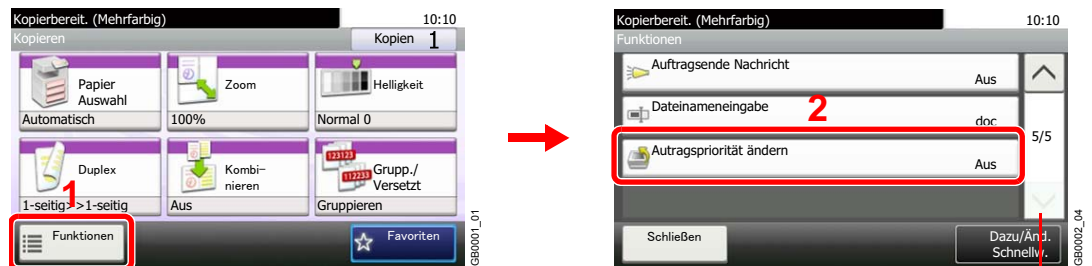 Kopierbereit. (Mehrfarbig)
10:10
Kopieren
Kopien 1
Papier
Auswahl
Automatisch
Zoom
100%
Helligkeit
Normal 0
Duplex
1-seitig>>1-seitig
Kombi-
nieren
Aus
123123
112233
Grupp./
Versetzt
Gruppieren
1
Funktionen
Favoriten
GB0001_01
Kopierbereit. (Mehrfarbig)
10:10
Funktionen
Auftragsende Nachricht
Aus
Dateinameneingabe
doc
2
Autragspriorität ändern
Aus
5/5
Schließen
Dazu/Änd.
Schnellw.
GB0002_04